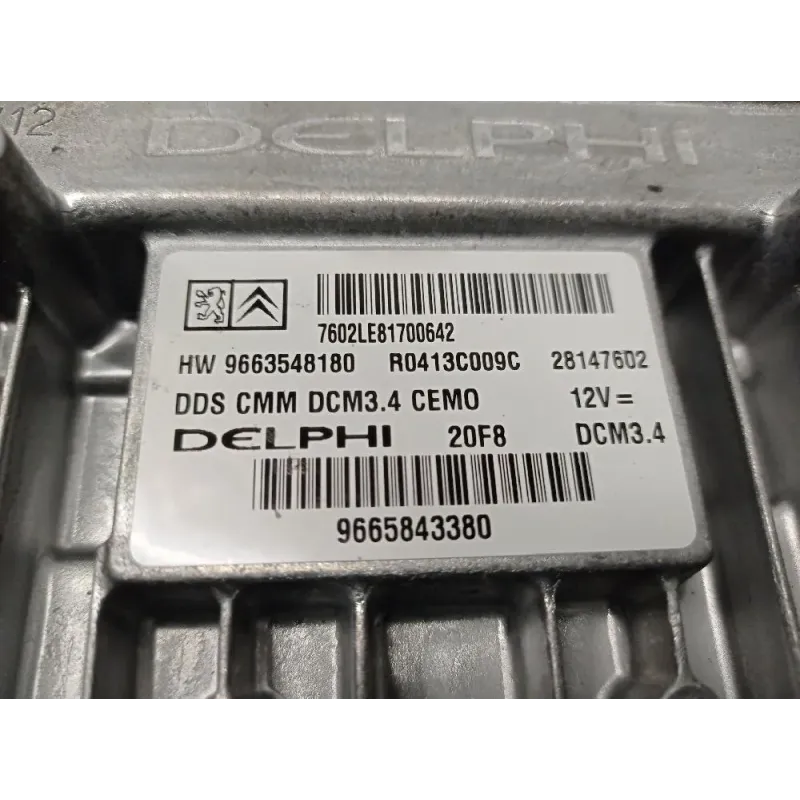 DELPHI
7602LE81700642
HW 9663548180 R0413C009C 28147602
DDS CMM DCM3.4 CEMO 12V =
DELPHI 20F8 DCM3.4
9665843380